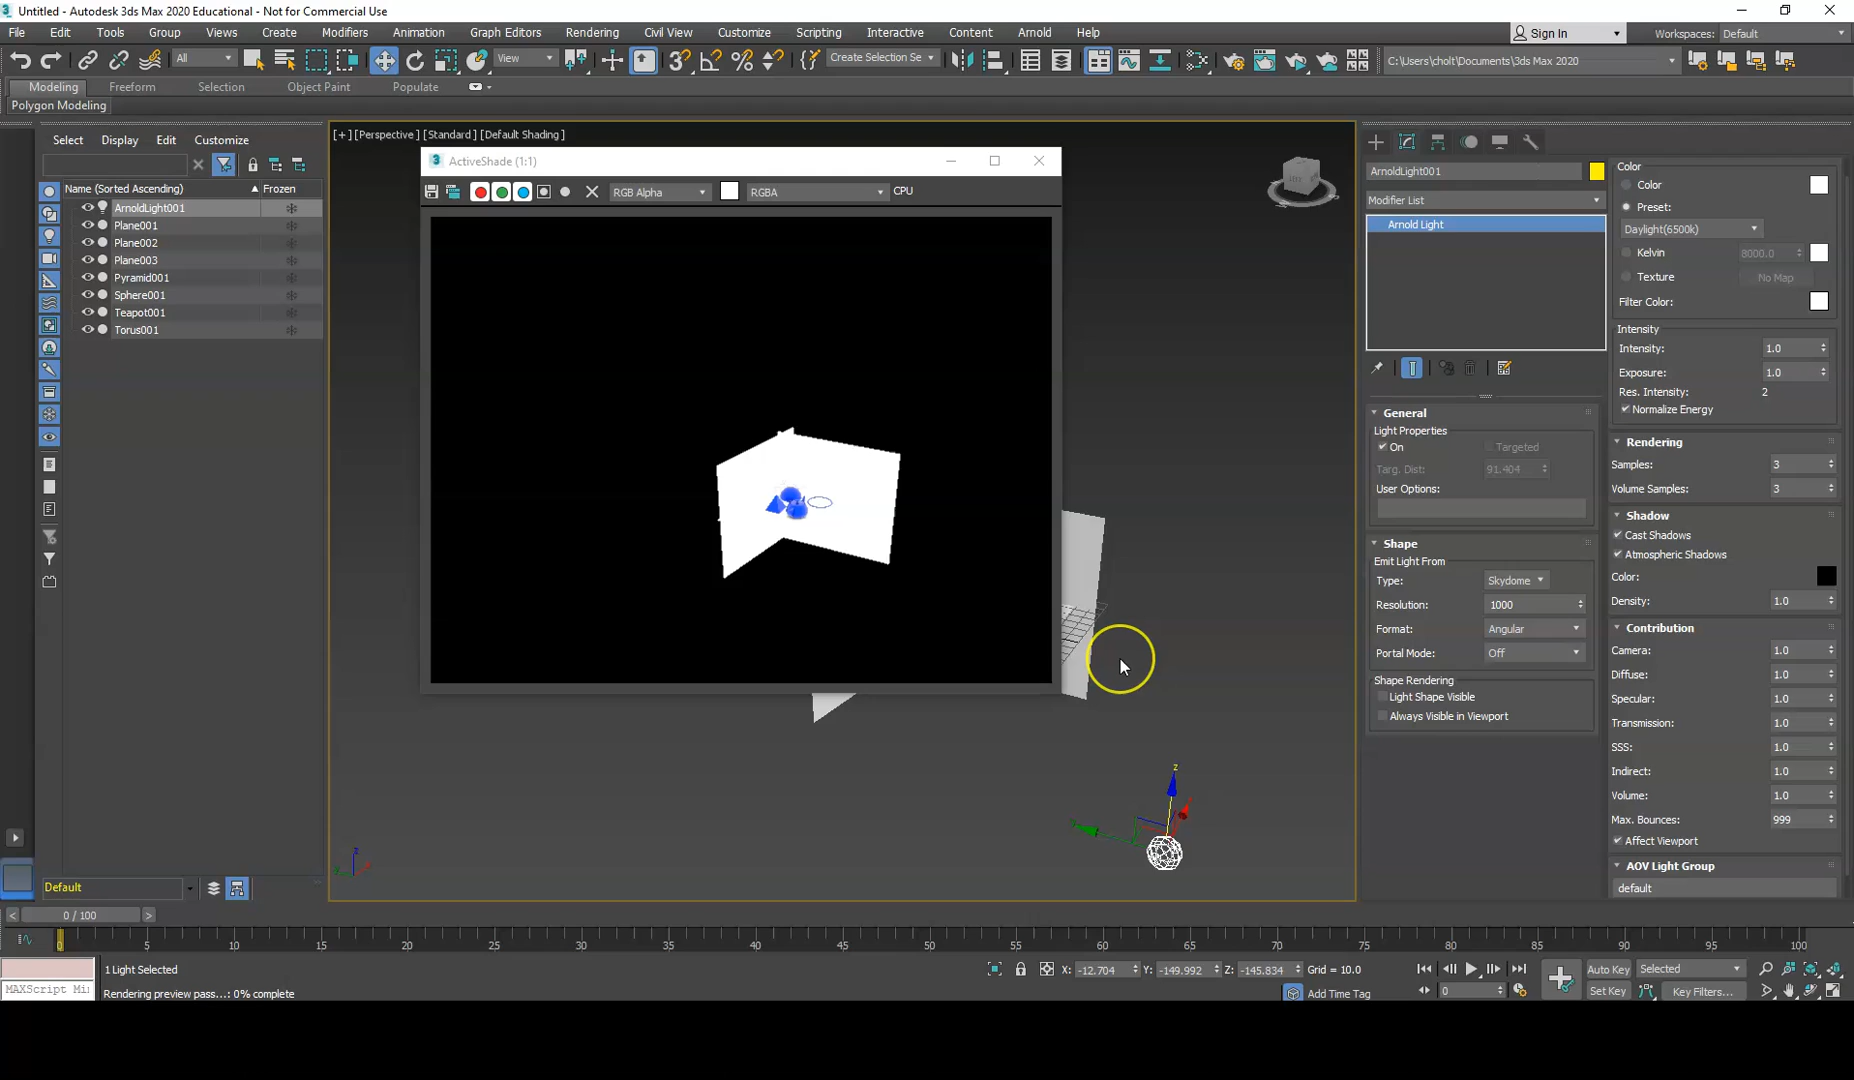 Untitled - Autodesk 3ds Max 2020 Educational - Not for Commercial Use
File Edit Tools Group Views Create Modifiers Animation Graph Editors Rendering Civil View Customize Scripting Interactive Content Arnold Help
Sign In
Workspaces: Default
All
View
Create Selection Se
C:\Users\cholt\Documents\3ds Max 2020
Modeling Freeform Selection Object Paint Populate
Polygon Modeling
Select Display Edit Customize
Name (Sorted Ascending) Frozen
ArnoldLight001
Plane001
Plane002
Plane003
Pyramid001
Sphere001
Teapot001
Torus001
Default
[+] [Perspective] [Standard] [Default Shading]
ActiveShade (1:1)
RGB Alpha
RGBA
CPU
ArnoldLight001
Modifier List
Arnold Light
General
Light Properties
On
Targeted
Targ. Dist: 91.404
User Options:
Shape
Emit Light From
Type: Skydome
Resolution: 1000
Format: Angular
Portal Mode: Off
Shape Rendering
Light Shape Visible
Always Visible in Viewport
Color
Color
Preset:
Daylight(6500k)
Kelvin 8000.0
Texture No Map
Filter Color:
Intensity
Intensity: 1.0
Exposure: 1.0
Res. Intensity: 2
Normalize Energy
Rendering
Samples: 3
Volume Samples: 3
Shadow
Cast Shadows
Atmospheric Shadows
Color:
Density: 1.0
Contribution
Camera: 1.0
Diffuse: 1.0
Specular: 1.0
Transmission: 1.0
SSS: 1.0
Indirect: 1.0
Volume: 1.0
Max. Bounces: 999
Affect Viewport
AOV Light Group
default
z
z
0 / 100
0 5 10 15 20 25 30 35 40 45 50 55 60 65 70 75 80 85 90 95 100
1 Light Selected
X: -12.704 Y: -149.992 Z: -145.834 Grid = 10.0
Auto Key Selected
MAXScript Mi
Rendering preview pass...: 0% complete
Add Time Tag
0
Set Key Key Filters...